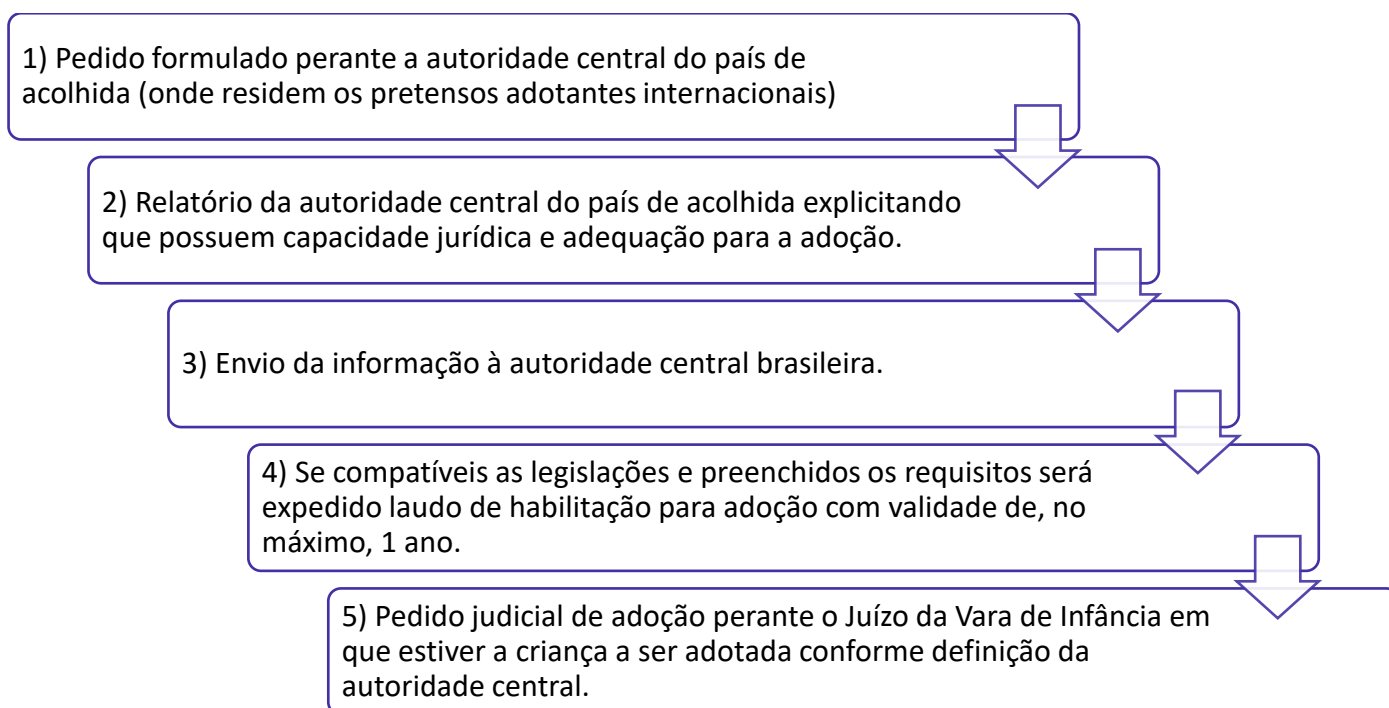 1) Pedido formulado perante a autoridade central do país de
acolhida (onde residem os pretensos adotantes internacionais)
2) Relatório da autoridade central do país de acolhida explicitando
que possuem capacidade jurídica e adequação para a adoção.
3) Envio da informação à autoridade central brasileira.
4) Se compatíveis as legislações e preenchidos os requisitos será
expedido laudo de habilitação para adoção com validade de, no
máximo, 1 ano.
5) Pedido judicial de adoção perante o Juízo da Vara de Infância em
que estiver a criança a ser adotada conforme definição da
autoridade central.